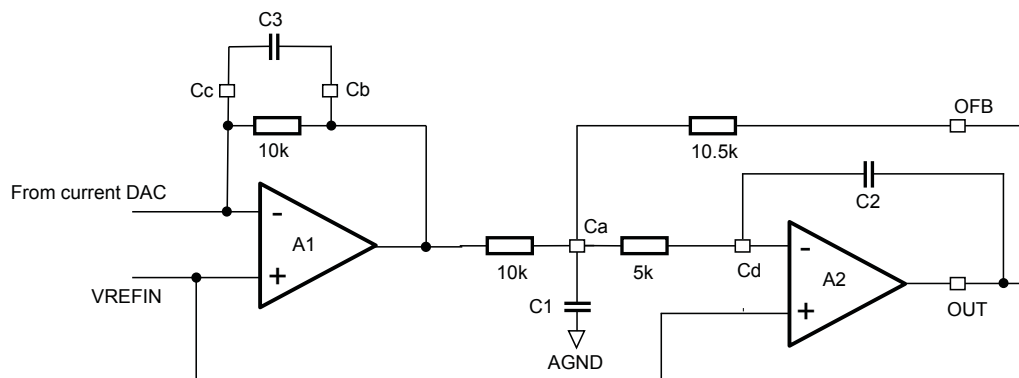 C3
Cc
Cb
OFB
10k
10.5k
From current DAC
-
A1
+
Ca
C2
10k
5k
Cd
-
A2
+
VREFIN
C1
OUT
AGND